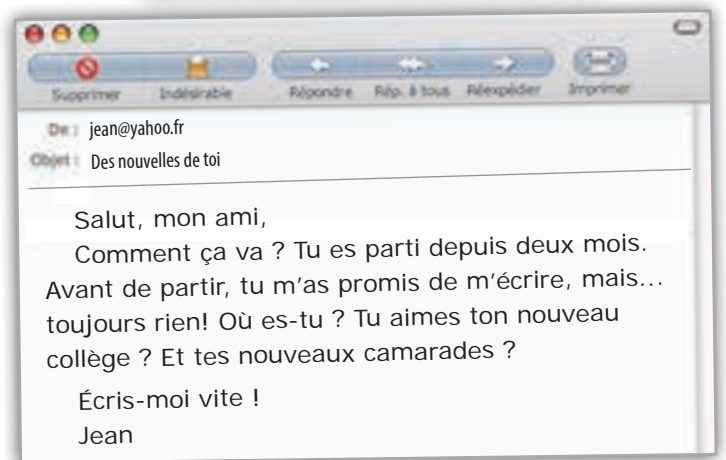 Supprimer Indésirable Répondre Rép. à tous Réexpédier Imprimer
De : jean@yahoo.fr
Objet : Des nouvelles de toi
Salut, mon ami,
Comment ça va ? Tu es parti depuis deux mois.
Avant de partir, tu m'as promis de m'écrire, mais...
toujours rien! Où es-tu ? Tu aimes ton nouveau
collège ? Et tes nouveaux camarades ?
Écris-moi vite !
Jean